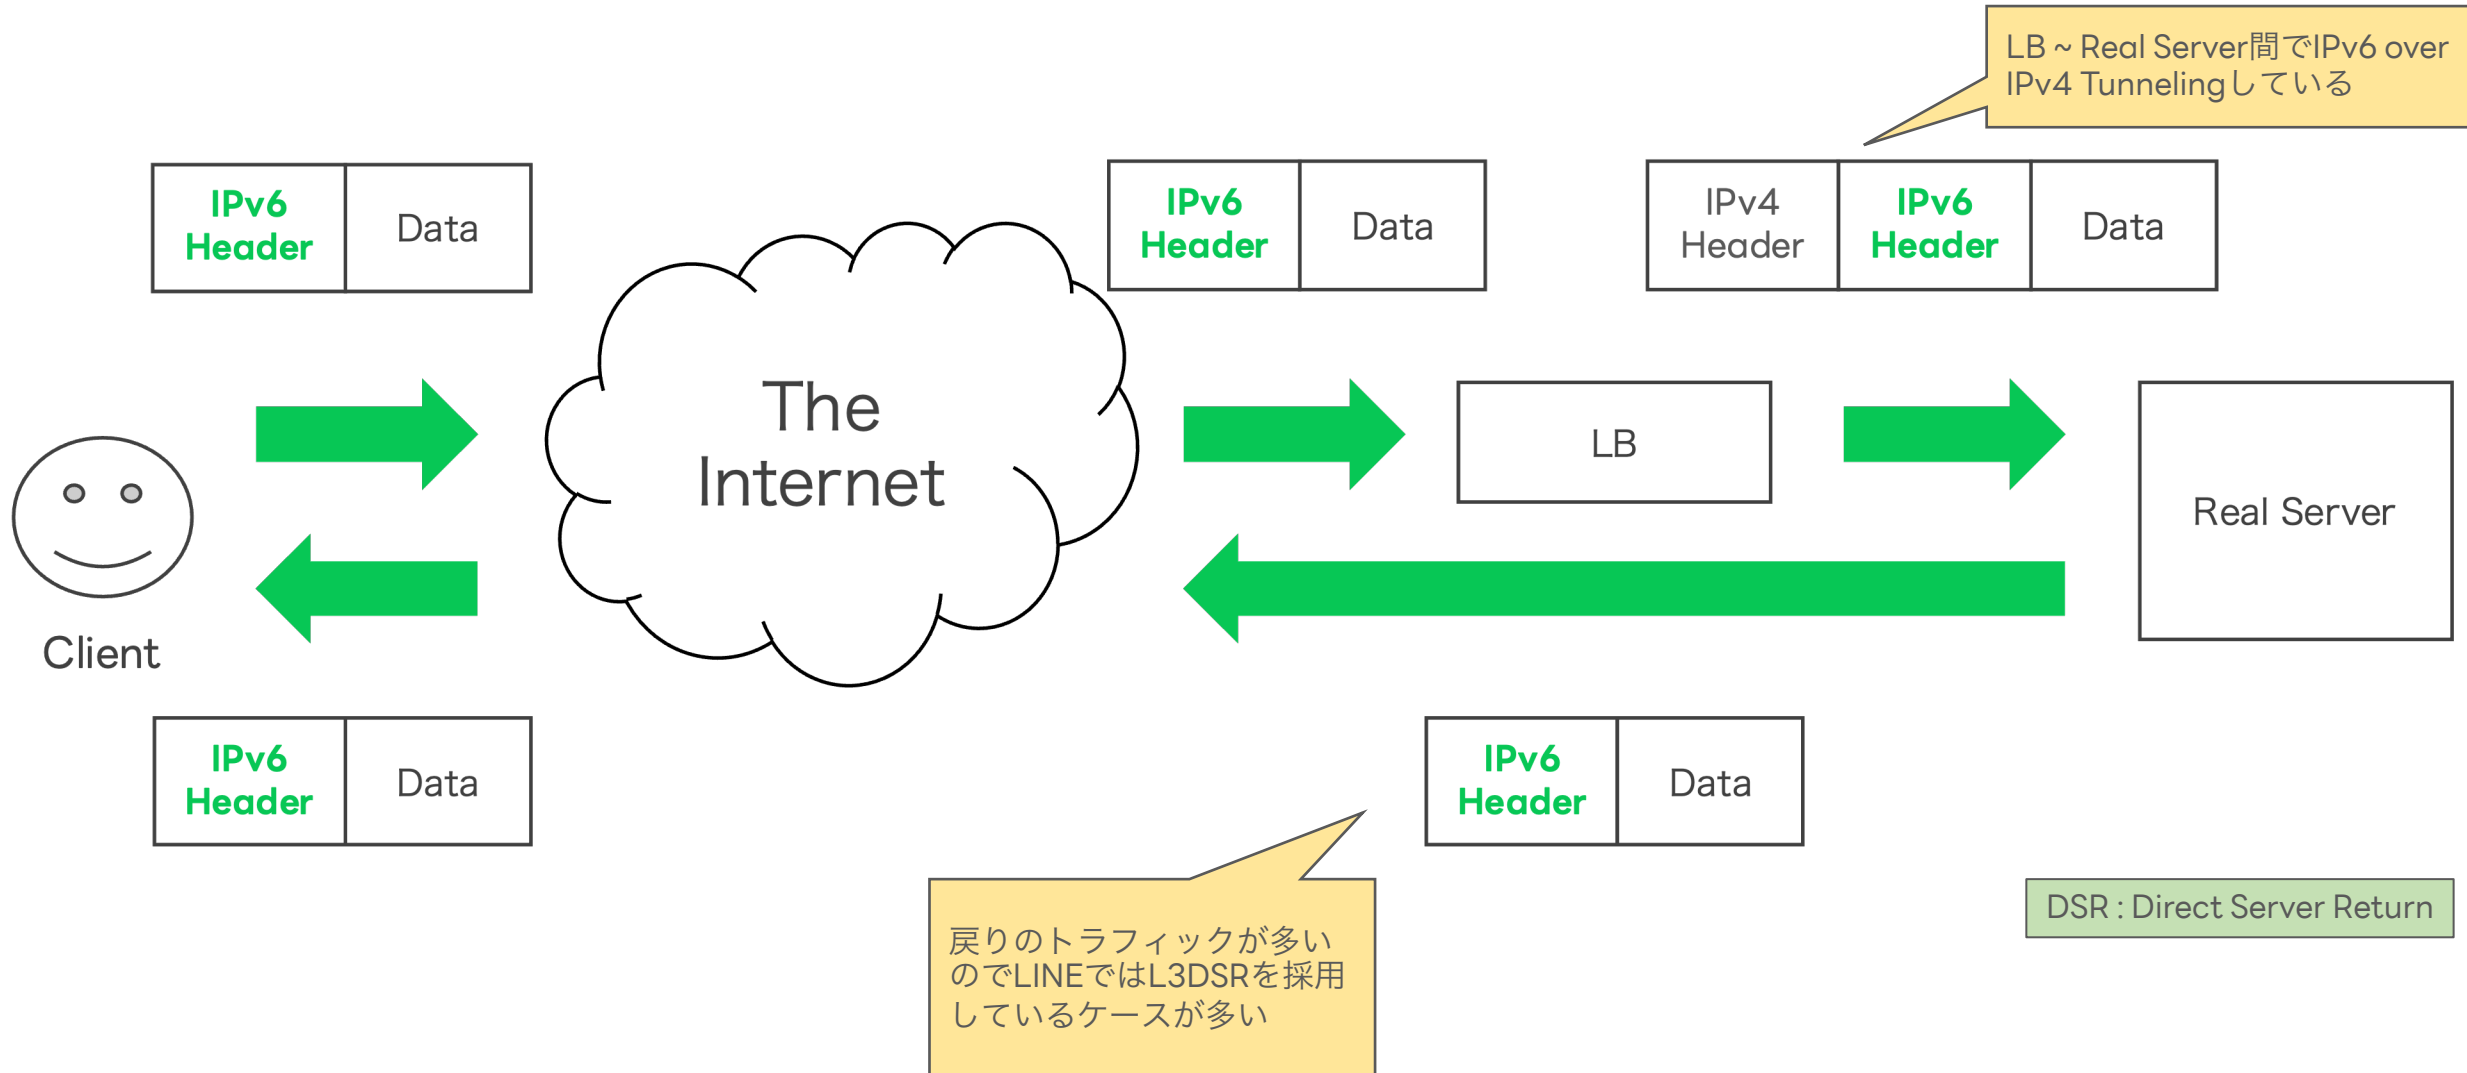 LB ~ Real Server間でIPv6 over
IPv4 Tunnelingしている
IPv6
Header
Data
IPv6
Header
Data
IPv4
Header
IPv6
Header
Data
The
Internet
LB
Real Server
Client
IPv6
Header
Data
IPv6
Header
Data
戻りのトラフィックが多い
のでLINEではL3DSRを採用
しているケースが多い
DSR : Direct Server Return